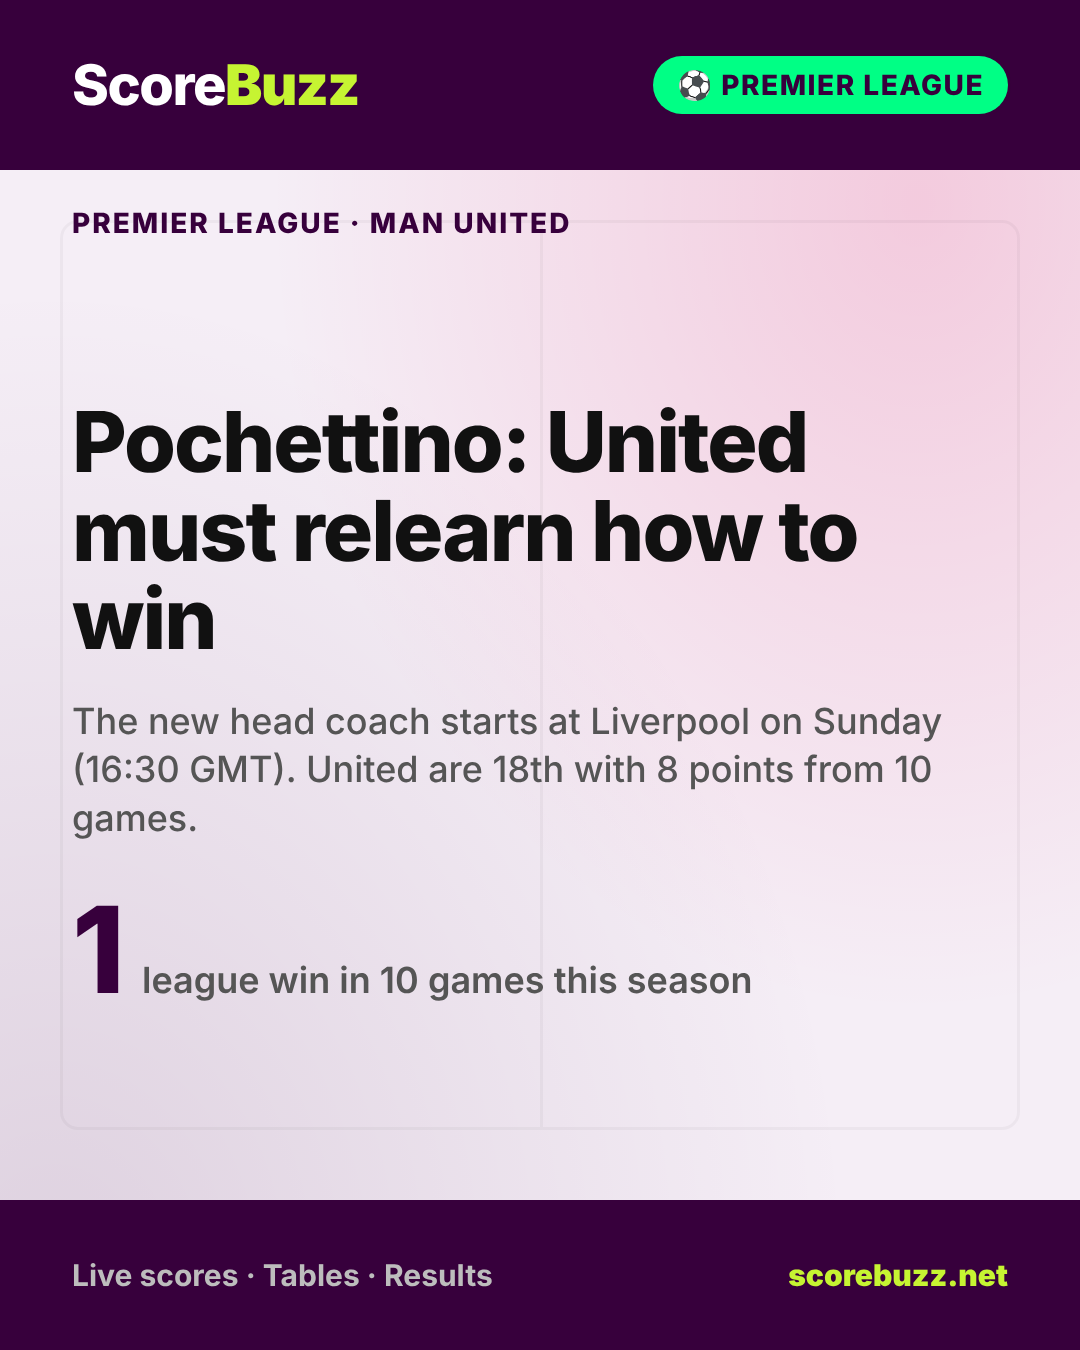 ScoreBuzz
⚽ PREMIER LEAGUE
PREMIER LEAGUE · MAN UNITED
Pochettino: United
must relearn how to
win
The new head coach starts at Liverpool on Sunday
(16:30 GMT). United are 18th with 8 points from 10
games.
1 league win in 10 games this season
Live scores · Tables · Results
scorebuzz.net